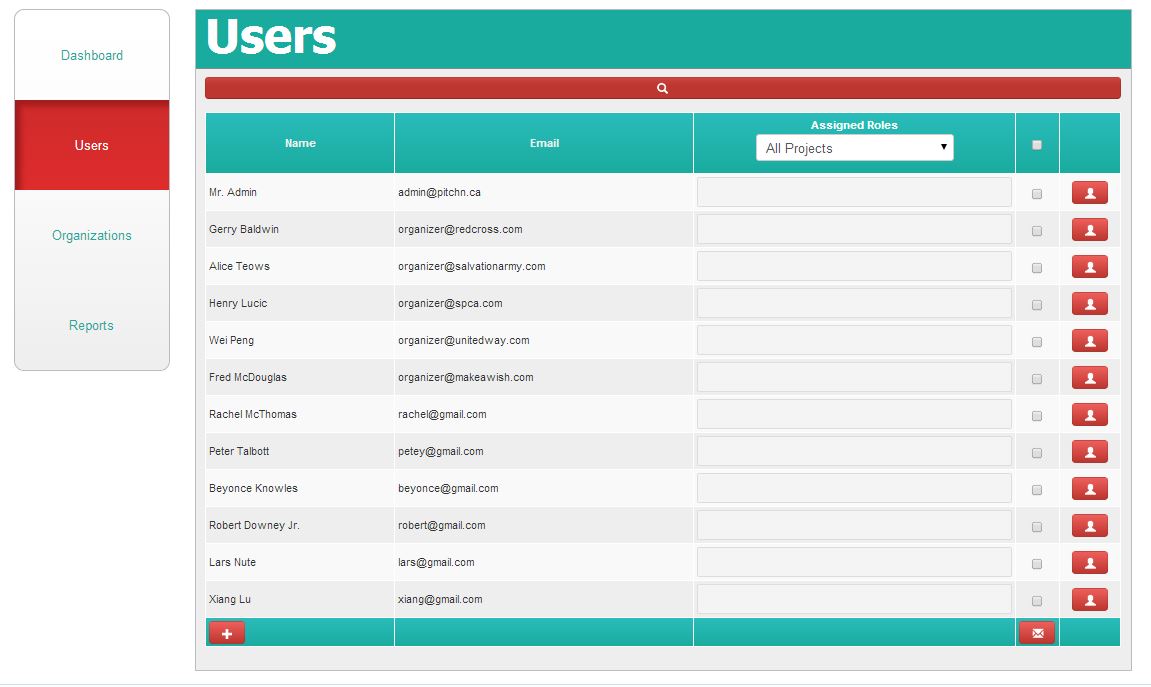 Dashboard
Users
Organizations
Reports
Users
Name Email Assigned Roles
All Projects
Mr. Admin admin@pitchn.ca
Gerry Baldwin organizer@redcross.com
Alice Teows organizer@salvationarmy.com
Henry Lucic organizer@spca.com
Wei Peng organizer@unitedway.com
Fred McDouglas organizer@makeawish.com
Rachel McThomas rachel@gmail.com
Peter Talbott petey@gmail.com
Beyonce Knowles beyonce@gmail.com
Robert Downey Jr. robert@gmail.com
Lars Nute lars@gmail.com
Xiang Lu xiang@gmail.com